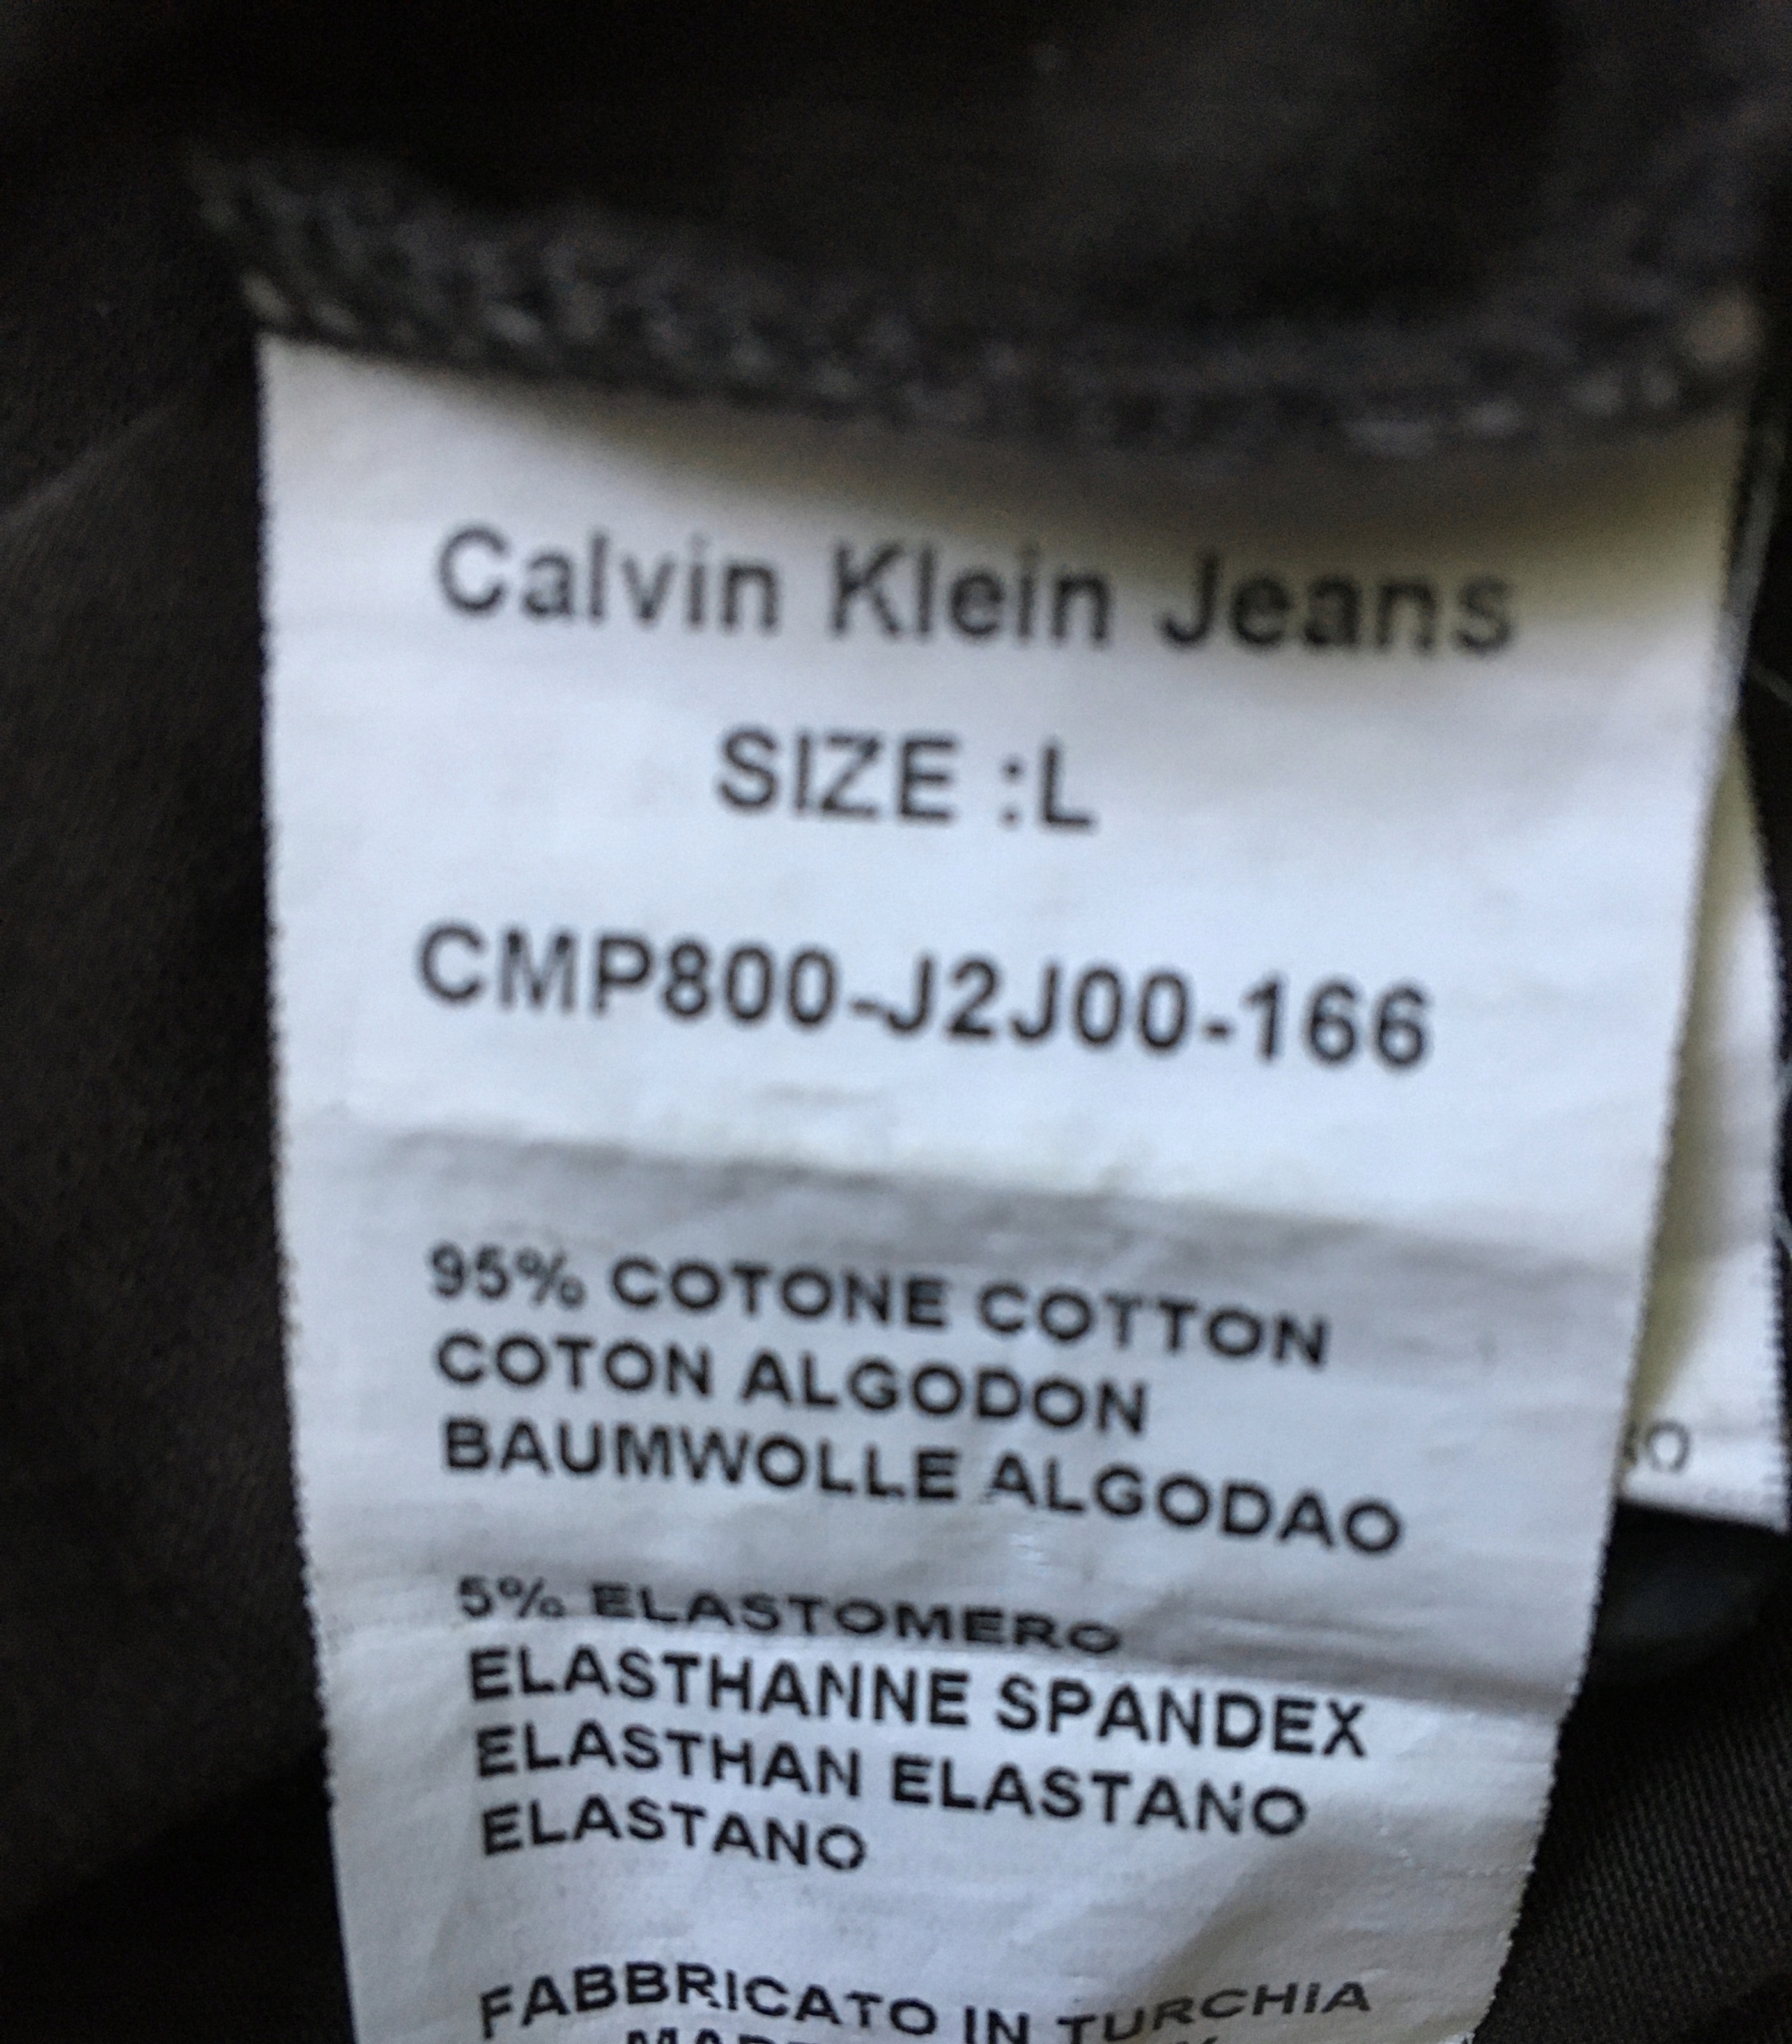 Calvin Klein Jeans
SIZE :L
CMP800-J2J00-166
95% COTONE COTTON
COTON ALGODON
BAUMWOLLE ALGODAO
5% ELASTOMERO
ELASTHANNE SPANDEX
ELASTHAN ELASTANO
ELASTANO
FABBRICATO IN TURCHIA